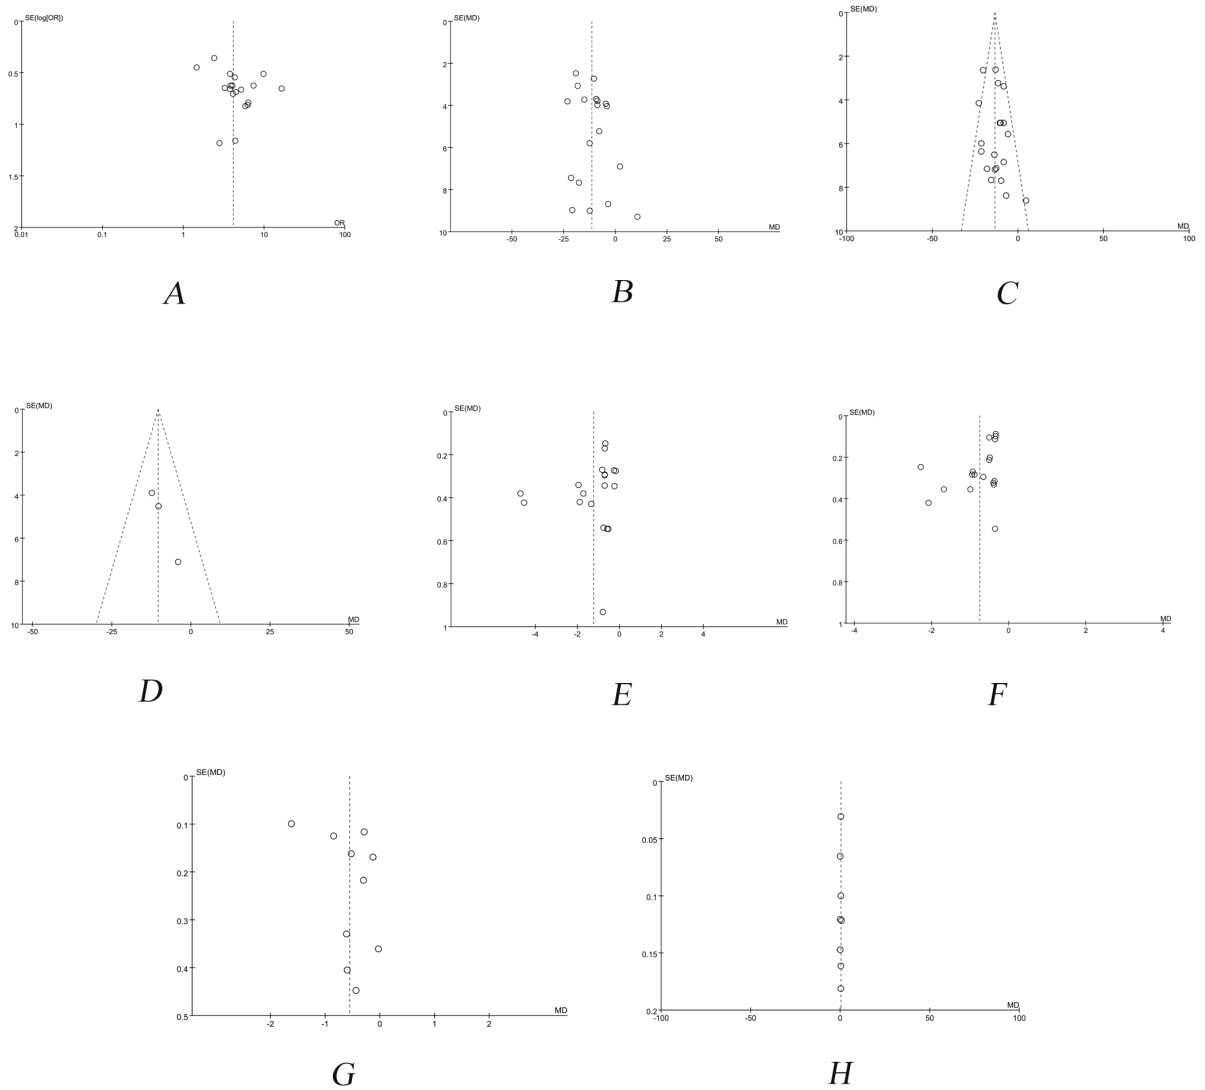 SE(log[OR])
0
0.5
1
1.5
2
OR
0.01 0.1 1 10 100
A
SE(MD)
0
2
4
6
8
10
MD
-50 -25 0 25 50
B
SE(MD)
0
2
4
6
8
10
MD
-100 -50 0 50 100
C
SE(MD)
0
2
4
6
8
10
MD
-50 -25 0 25 50
D
SE(MD)
0
0.2
0.4
0.6
0.8
1
MD
-4 -2 0 2 4
E
SE(MD)
0
0.2
0.4
0.6
0.8
1
MD
-4 -2 0 2 4
F
SE(MD)
0
0.1
0.2
0.3
0.4
0.5
MD
-2 -1 0 1 2
G
SE(MD)
0
0.05
0.1
0.15
0.2
MD
-100 -50 0 50 100
H